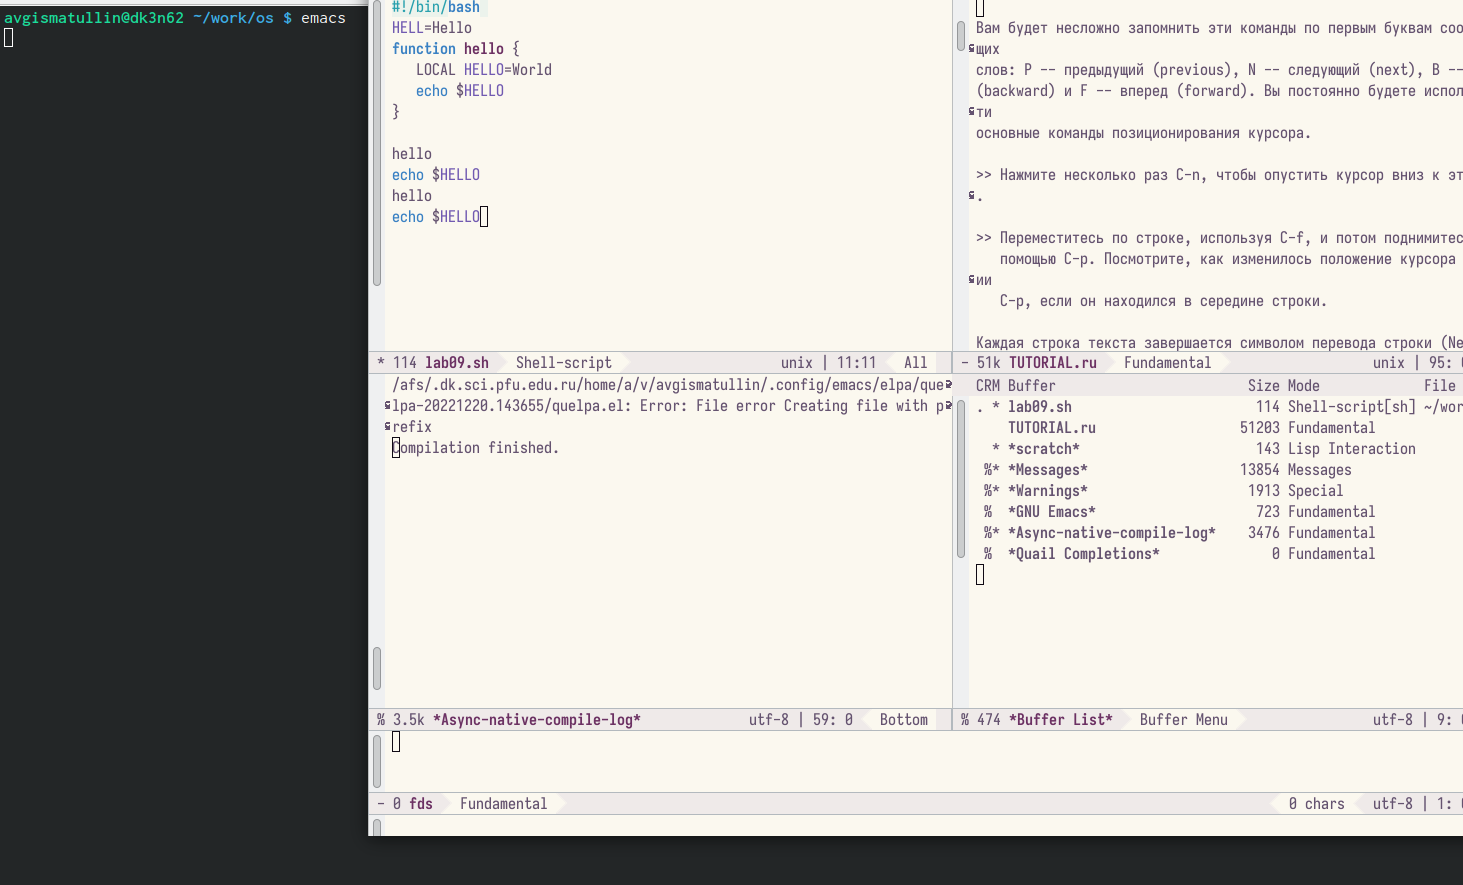 avgismatullin@dk3n62 ~/work/os $ emacs
#!/bin/bash
HELL=Hello
function hello {
   LOCAL HELLO=World
   echo $HELLO
}
hello
echo $HELLO
hello
echo $HELLO
* 114 lab09.sh Shell-script unix | 11:11 All
Вам будет несложно запомнить эти команды по первым буквам соо
щих
слов: P -- предыдущий (previous), N -- следующий (next), B --
(backward) и F -- вперед (forward). Вы постоянно будете испол
ти
основные команды позиционирования курсора.
>> Нажмите несколько раз C-n, чтобы опустить курсор вниз к эт
.
>> Переместитесь по строке, используя C-f, и потом поднимитес
   помощью C-p. Посмотрите, как изменилось положение курсора
ии
   C-p, если он находился в середине строки.
Каждая строка текста завершается символом перевода строки (Ne
- 51k TUTORIAL.ru Fundamental unix | 95:
/afs/.dk.sci.pfu.edu.ru/home/a/v/avgismatullin/.config/emacs/elpa/que
lpa-20221220.143655/quelpa.el: Error: File error Creating file with p
refix
Compilation finished.
% 3.5k *Async-native-compile-log* utf-8 | 59: 0 Bottom
CRM Buffer Size Mode File
. * lab09.sh 114 Shell-script[sh] ~/wor
TUTORIAL.ru 51203 Fundamental
* *scratch* 143 Lisp Interaction
%* *Messages* 13854 Messages
%* *Warnings* 1913 Special
% *GNU Emacs* 723 Fundamental
%* *Async-native-compile-log* 3476 Fundamental
% *Quail Completions* 0 Fundamental
% 474 *Buffer List* Buffer Menu utf-8 | 9:
- 0 fds Fundamental 0 chars utf-8 | 1: